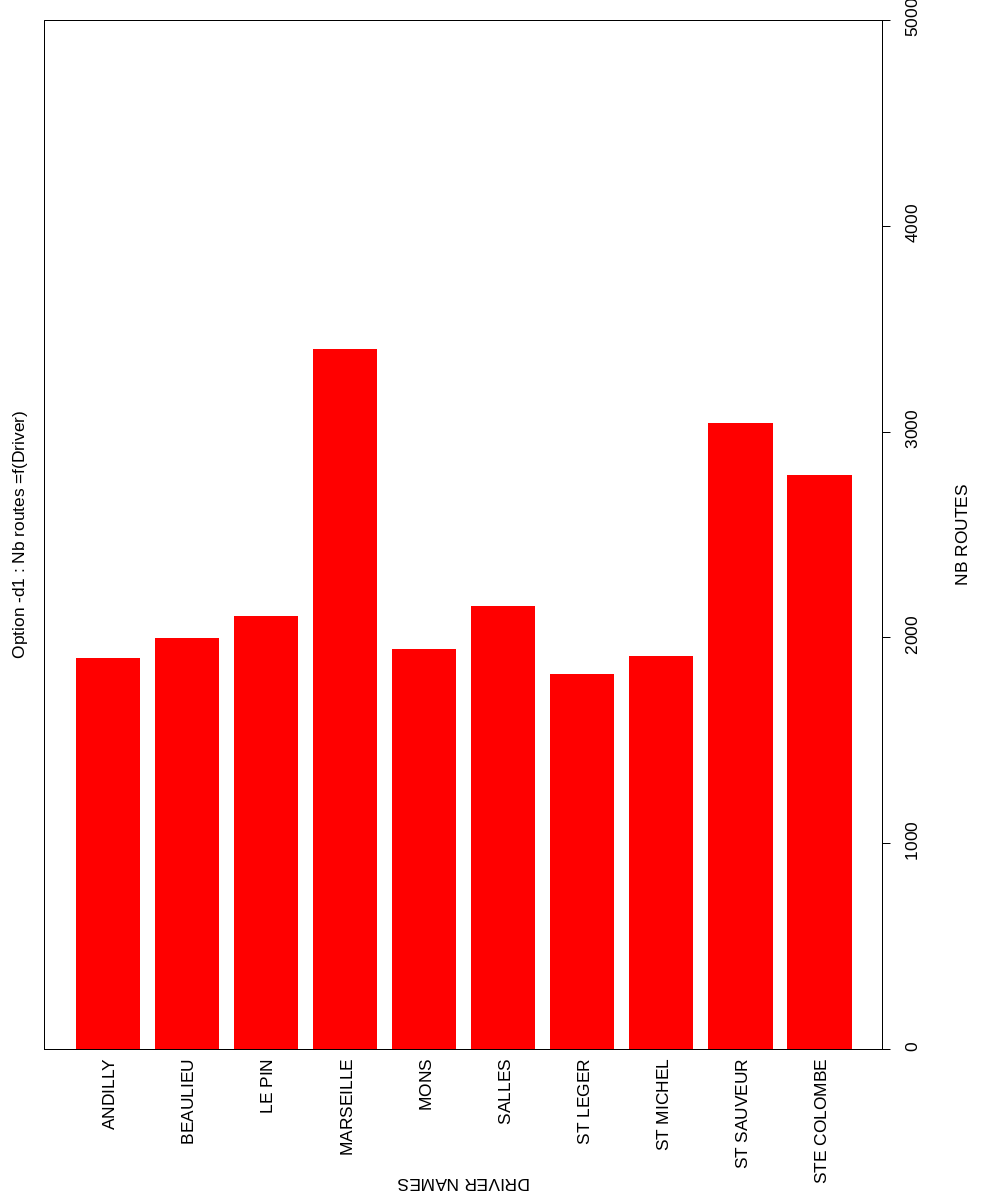 Option -d1 : Nb routes =f(Driver)
5000
4000
3000
2000
1000
0
NB ROUTES
ANDILLY
BEAULIEU
LE PIN
MARSEILLE
MONS
SALLES
ST LEGER
ST MICHEL
ST SAUVEUR
STE COLOMBE
DRIVER NAMES